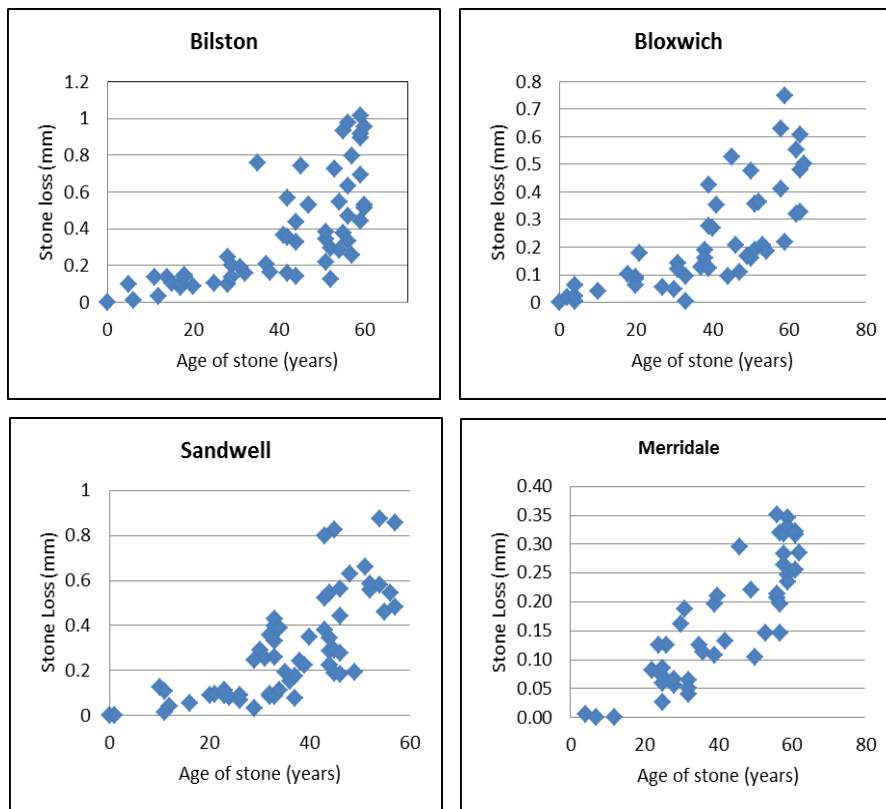 Bilston
Stone loss (mm)
1.2
1
0.8
0.6
0.4
0.2
0
0 20 40 60
Age of stone (years)
Bloxwich
Stone loss (mm)
0.8
0.7
0.6
0.5
0.4
0.3
0.2
0.1
0
0 20 40 60 80
Age of stone (years)
Sandwell
Stone Loss (mm)
1
0.8
0.6
0.4
0.2
0
0 20 40 60
Age of stone (years)
Merridale
Stone Loss (mm)
0.40
0.35
0.30
0.25
0.20
0.15
0.10
0.05
0.00
0 20 40 60 80
Age of stone (years)